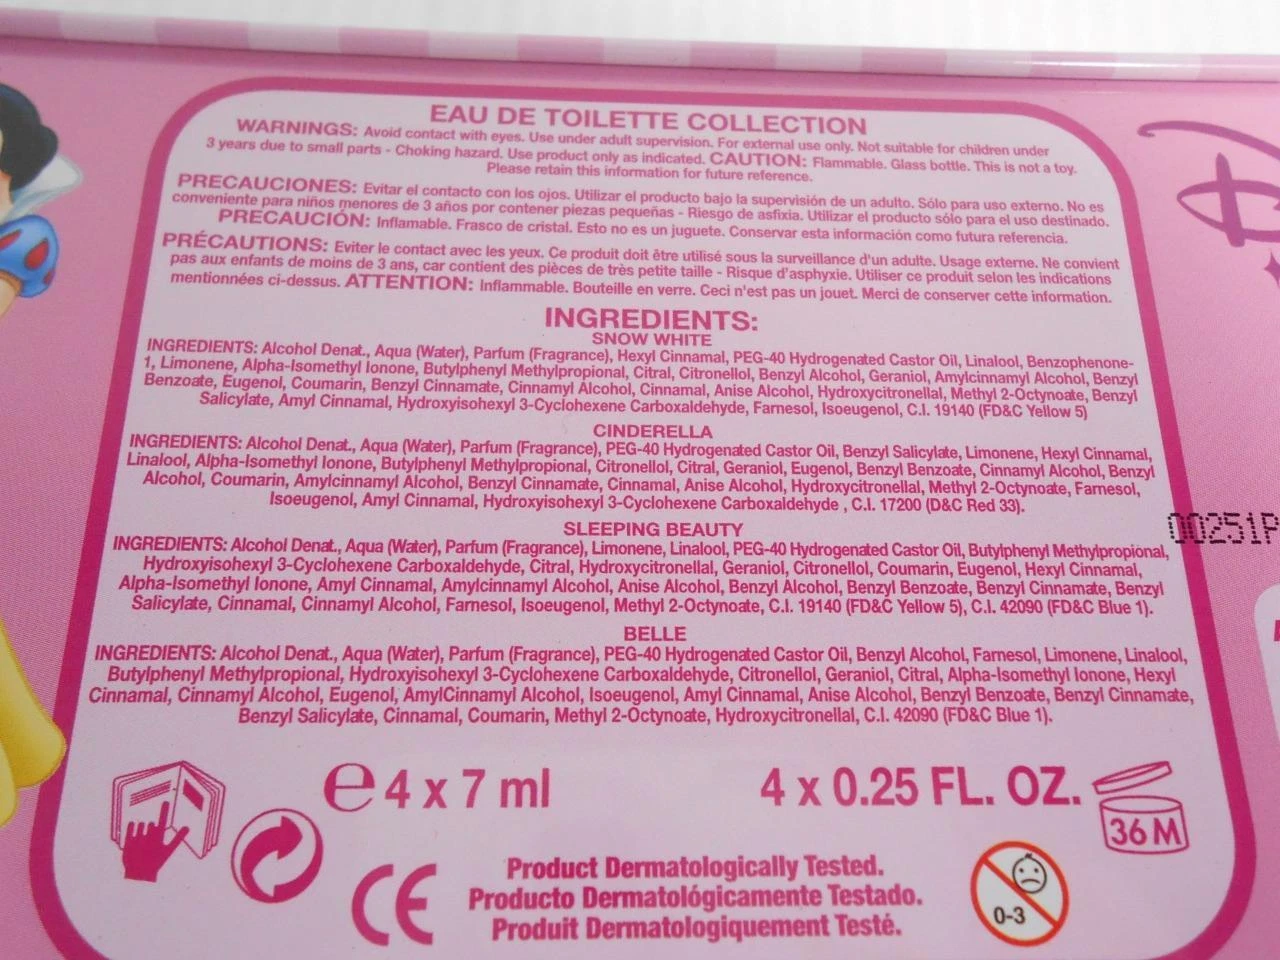 EAU DE TOILETTE COLLECTION
WARNINGS: Avoid contact with eyes. Use under adult supervision. For external use only. Not suitable for children under
3 years due to small parts - Choking hazard. Use product only as indicated. CAUTION: Flammable. Glass bottle. This is not a toy.
Please retain this information for future reference.
PRECAUCIONES: Evitar el contacto con los ojos. Utilizar el producto bajo la supervisión de un adulto. Sólo para uso externo. No es
conveniente para niños menores de 3 años por contener piezas pequeñas - Riesgo de asfixia. Utilizar el producto sólo para el uso destinado.
PRECAUCIÓN: Inflamable. Frasco de cristal. Esto no es un juguete. Conservar esta información como futura referencia.
PRÉCAUTIONS: Eviter le contact avec les yeux. Ce produit doit être utilisé sous la surveillance d'un adulte. Usage externe. Ne convient
pas aux enfants de moins de 3 ans, car contient des pièces de très petite taille - Risque d'asphyxie. Utiliser ce produit selon les indications
mentionnées ci-dessus. ATTENTION: Inflammable. Bouteille en verre. Ceci n'est pas un jouet. Merci de conserver cette information.
INGREDIENTS:
SNOW WHITE
INGREDIENTS: Alcohol Denat., Aqua (Water), Parfum (Fragrance), Hexyl Cinnamal, PEG-40 Hydrogenated Castor Oil, Linalool, Benzophenone-
1, Limonene, Alpha-Isomethyl Ionone, Butylphenyl Methylpropional, Citral, Citronellol, Benzyl Alcohol, Geraniol, Amylcinnamyl Alcohol, Benzyl
Benzoate, Eugenol, Coumarin, Benzyl Cinnamate, Cinnamyl Alcohol, Cinnamal, Anise Alcohol, Hydroxycitronellal, Methyl 2-Octynoate, Benzyl
Salicylate, Amyl Cinnamal, Hydroxyisohexyl 3-Cyclohexene Carboxaldehyde, Farnesol, Isoeugenol, C.I. 19140 (FD&C Yellow 5)
CINDERELLA
INGREDIENTS: Alcohol Denat., Aqua (Water), Parfum (Fragrance), PEG-40 Hydrogenated Castor Oil, Benzyl Salicylate, Limonene, Hexyl Cinnamal,
Linalool, Alpha-Isomethyl Ionone, Butylphenyl Methylpropional, Citronellol, Citral, Geraniol, Eugenol, Benzyl Benzoate, Cinnamyl Alcohol, Benzyl
Alcohol, Coumarin, Amylcinnamyl Alcohol, Benzyl Cinnamate, Cinnamal, Anise Alcohol, Hydroxycitronellal, Methyl 2-Octynoate, Farnesol,
Isoeugenol, Amyl Cinnamal, Hydroxyisohexyl 3-Cyclohexene Carboxaldehyde , C.I. 17200 (D&C Red 33).
00251P
SLEEPING BEAUTY
INGREDIENTS: Alcohol Denat., Aqua (Water), Parfum (Fragrance), Limonene, Linalool, PEG-40 Hydrogenated Castor Oil, Butylphenyl Methylpropional,
Hydroxyisohexyl 3-Cyclohexene Carboxaldehyde, Citral, Hydroxycitronellal, Geraniol, Citronellol, Coumarin, Eugenol, Hexyl Cinnamal,
Alpha-Isomethyl Ionone, Amyl Cinnamal, Amylcinnamyl Alcohol, Anise Alcohol, Benzyl Alcohol, Benzyl Benzoate, Benzyl Cinnamate, Benzyl
Salicylate, Cinnamal, Cinnamyl Alcohol, Farnesol, Isoeugenol, Methyl 2-Octynoate, C.I. 19140 (FD&C Yellow 5), C.I. 42090 (FD&C Blue 1).
BELLE
INGREDIENTS: Alcohol Denat., Aqua (Water), Parfum (Fragrance), PEG-40 Hydrogenated Castor Oil, Benzyl Alcohol, Farnesol, Limonene, Linalool,
Butylphenyl Methylpropional, Hydroxyisohexyl 3-Cyclohexene Carboxaldehyde, Citronellol, Geraniol, Citral, Alpha-Isomethyl Ionone, Hexyl
Cinnamal, Cinnamyl Alcohol, Eugenol, AmylCinnamyl Alcohol, Isoeugenol, Amyl Cinnamal, Anise Alcohol, Benzyl Benzoate, Benzyl Cinnamate,
Benzyl Salicylate, Cinnamal, Coumarin, Methyl 2-Octynoate, Hydroxycitronellal, C.I. 42090 (FD&C Blue 1).
e 4 x 7 ml 4 x 0.25 FL. OZ.
36 M
Product Dermatologically Tested.
Producto Dermatológicamente Testado.
Produit Dermatologiquement Testé.
CE
0-3